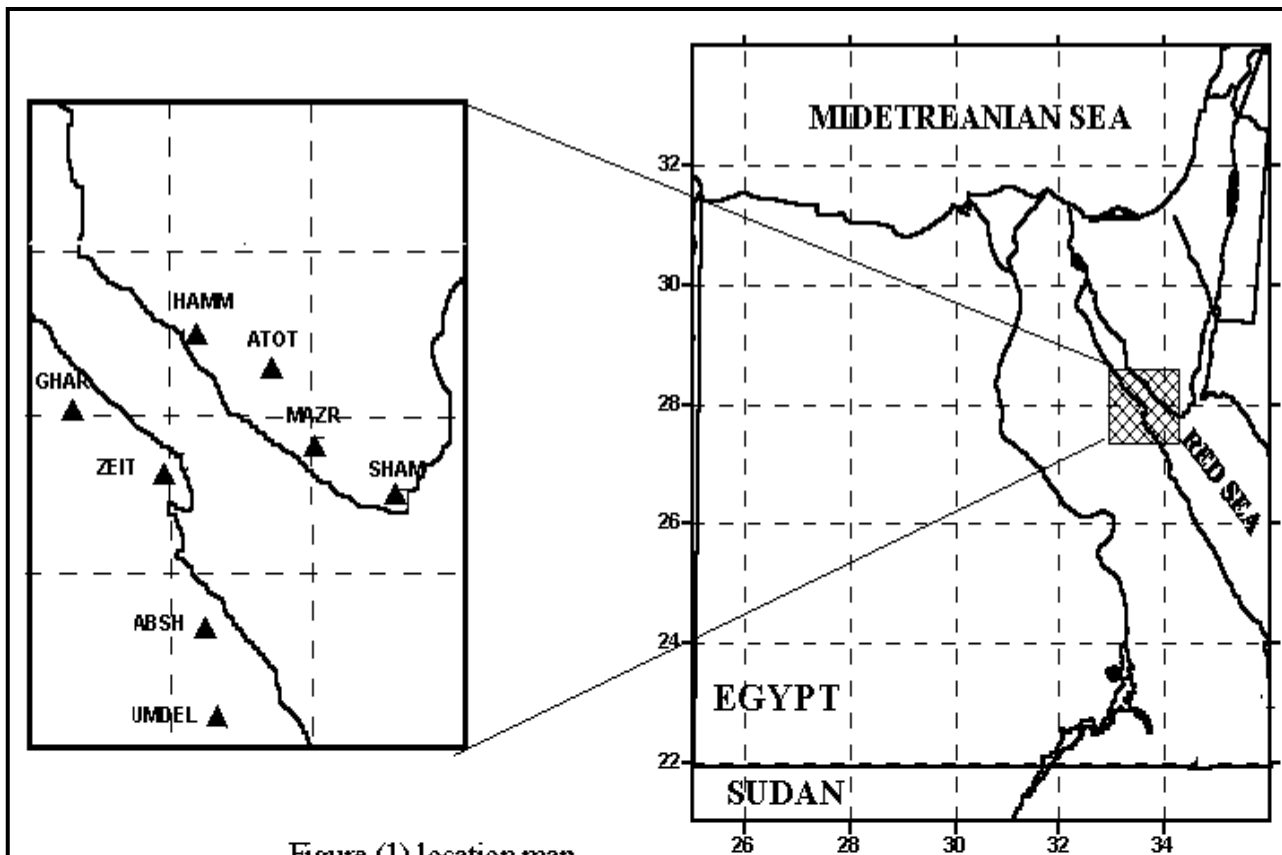 HAMM
ATOT
GHAR
MAZR
ZEIT
SHAM
ABSH
UMDEL
MIDETREANIAN SEA
32
30
28
26
24
22
RED SEA
EGYPT
SUDAN
26 28 30 32 34
Figure (1) location map